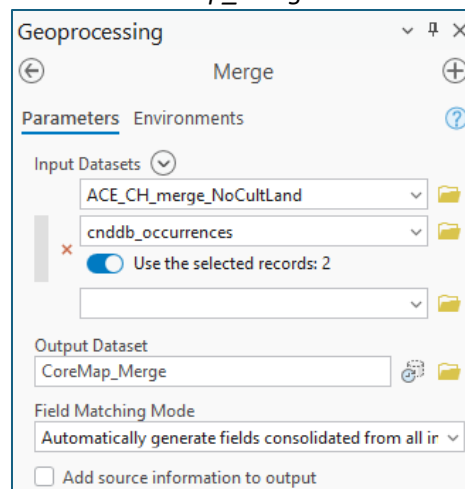 Geoprocessing
Merge
Parameters Environments
Input Datasets
ACE_CH_merge_NoCultLand
cnddb_occurrences
Use the selected records: 2
Output Dataset
CoreMap_Merge
Field Matching Mode
Automatically generate fields consolidated from all
Add source information to output